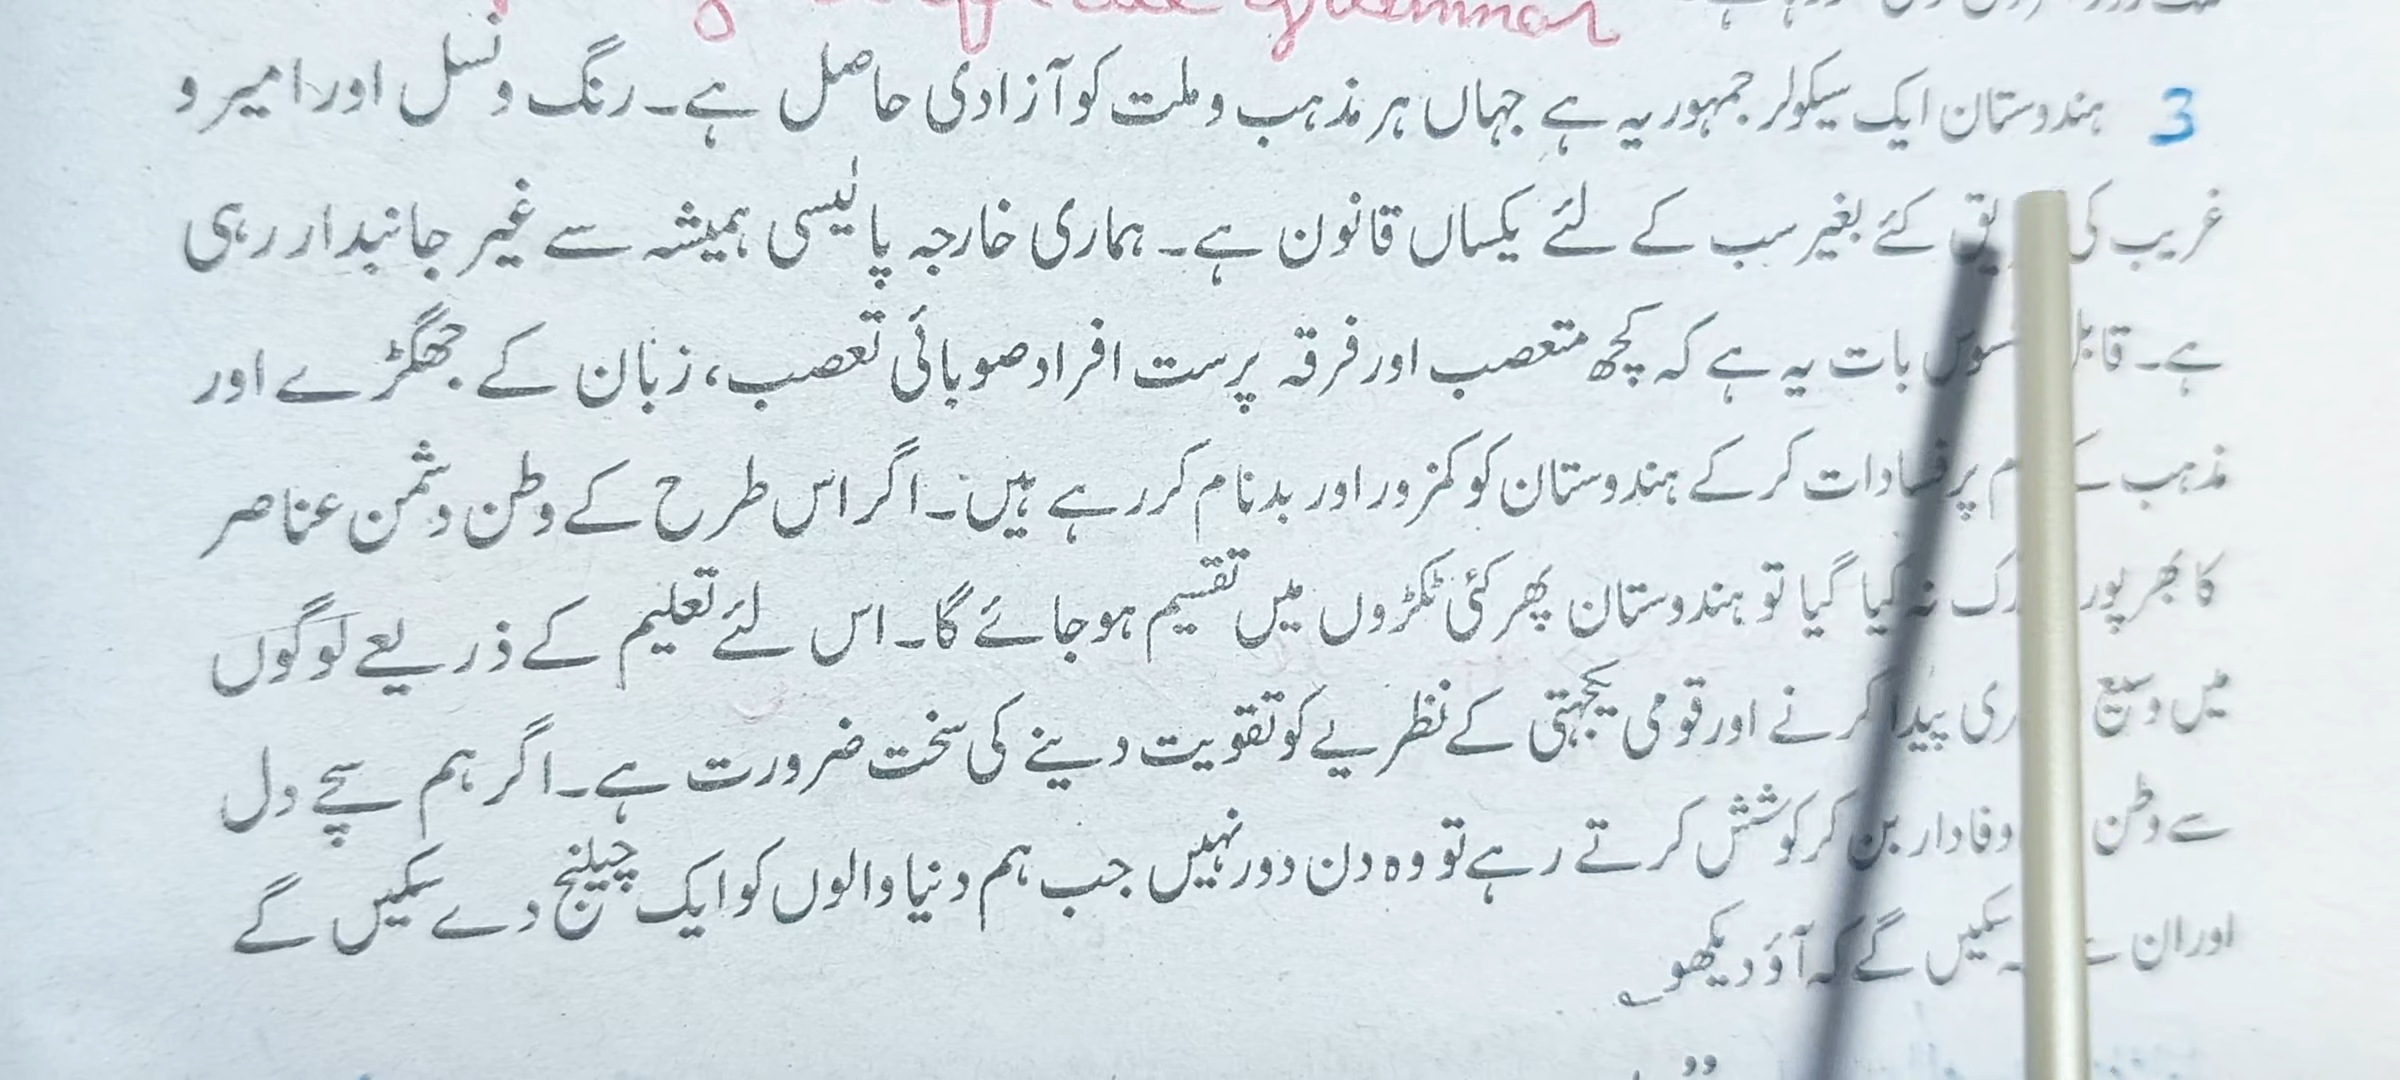 Grammar
3 ہندوستان ایک سیکولر جمہوریہ ہے جہاں ہر مذہب و ملت کو آزادی حاصل ہے۔ رنگ و نسل اور امیر و
غریب کی کئے بغیر سب کے لئے یکساں قانون ہے۔ ہماری خارجہ پالیسی ہمیشہ سے غیر جانبدار رہی
ہے۔ بات یہ ہے کہ کچھ متعصب اور فرقہ پرست افراد صوبائی تعصب، زبان کے جھگڑے اور
مذہب پر فسادات کر کے ہندوستان کو کمزور اور بدنام کر رہے ہیں۔ اگر اس طرح کے وطن دشمن عناصر
کا بھرپور نہ کیا گیا تو ہندوستان پھر کئی ٹکڑوں میں تقسیم ہو جائے گا۔ اس لئے تعلیم کے ذریعے لوگوں
میں وسیع پیدا کرنے اور قومی یکجہتی کے نظریے کو تقویت دینے کی سخت ضرورت ہے۔ اگر ہم سچے دل
سے وطن وفادار بن کر کوشش کرتے رہے تو وہ دن دور نہیں جب ہم دنیا والوں کو ایک چیلنج دے سکیں گے
اور ان سکیں گے کہ آؤ دیکھو